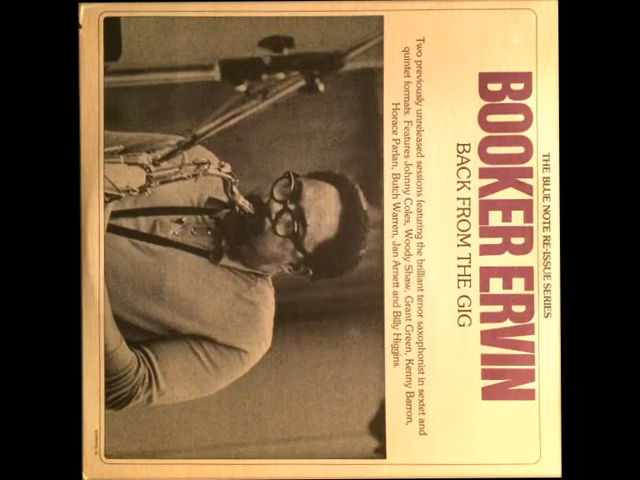 THE BLUE NOTE RE-ISSUE SERIES
BOOKER ERVIN
BACK FROM THE GIG
Two previously unreleased sessions featuring the brilliant tenor saxophonist in sextet and
quintet formats. Features Johnny Coles, Woody Shaw, Grant Green, Kenny Barron,
Horace Parlan, Butch Warren, Jan Arnett and Billy Higgins.